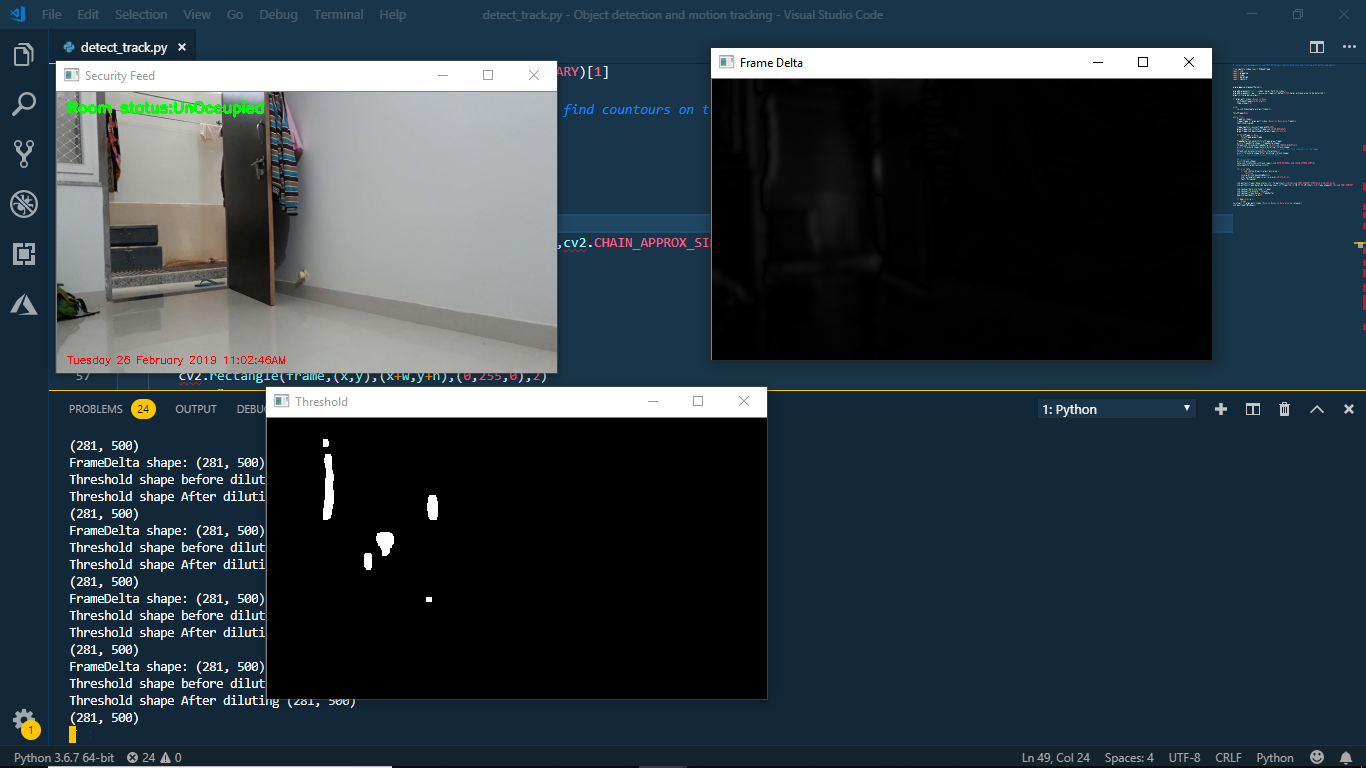 File Edit Selection View Go Debug Terminal Help
detect_track.py - Object detection and motion tracking - Visual Studio Code
detect_track.py
Security Feed
Room status:UnOccupied
Tuesday 26 February 2019 11:02:46AM
Frame Delta
ARY)[1]
find countours on t
,cv2.CHAIN_APPROX_SI
57 cv2.rectangle(frame,(x,y),(x+w,y+h),(0,255,0),2)
PROBLEMS 24 OUTPUT DEBU
1: Python
Threshold
(281, 500)
FrameDelta shape: (281, 500)
Threshold shape before dilut
Threshold shape After diluti
(281, 500)
FrameDelta shape: (281, 500)
Threshold shape before dilut
Threshold shape After diluti
(281, 500)
FrameDelta shape: (281, 500)
Threshold shape before dilut
Threshold shape After diluti
(281, 500)
FrameDelta shape: (281, 500)
Threshold shape before dilut
Threshold shape After diluting (281, 500)
(281, 500)
1
Python 3.6.7 64-bit 24 0
Ln 49, Col 24 Spaces: 4 UTF-8 CRLF Python